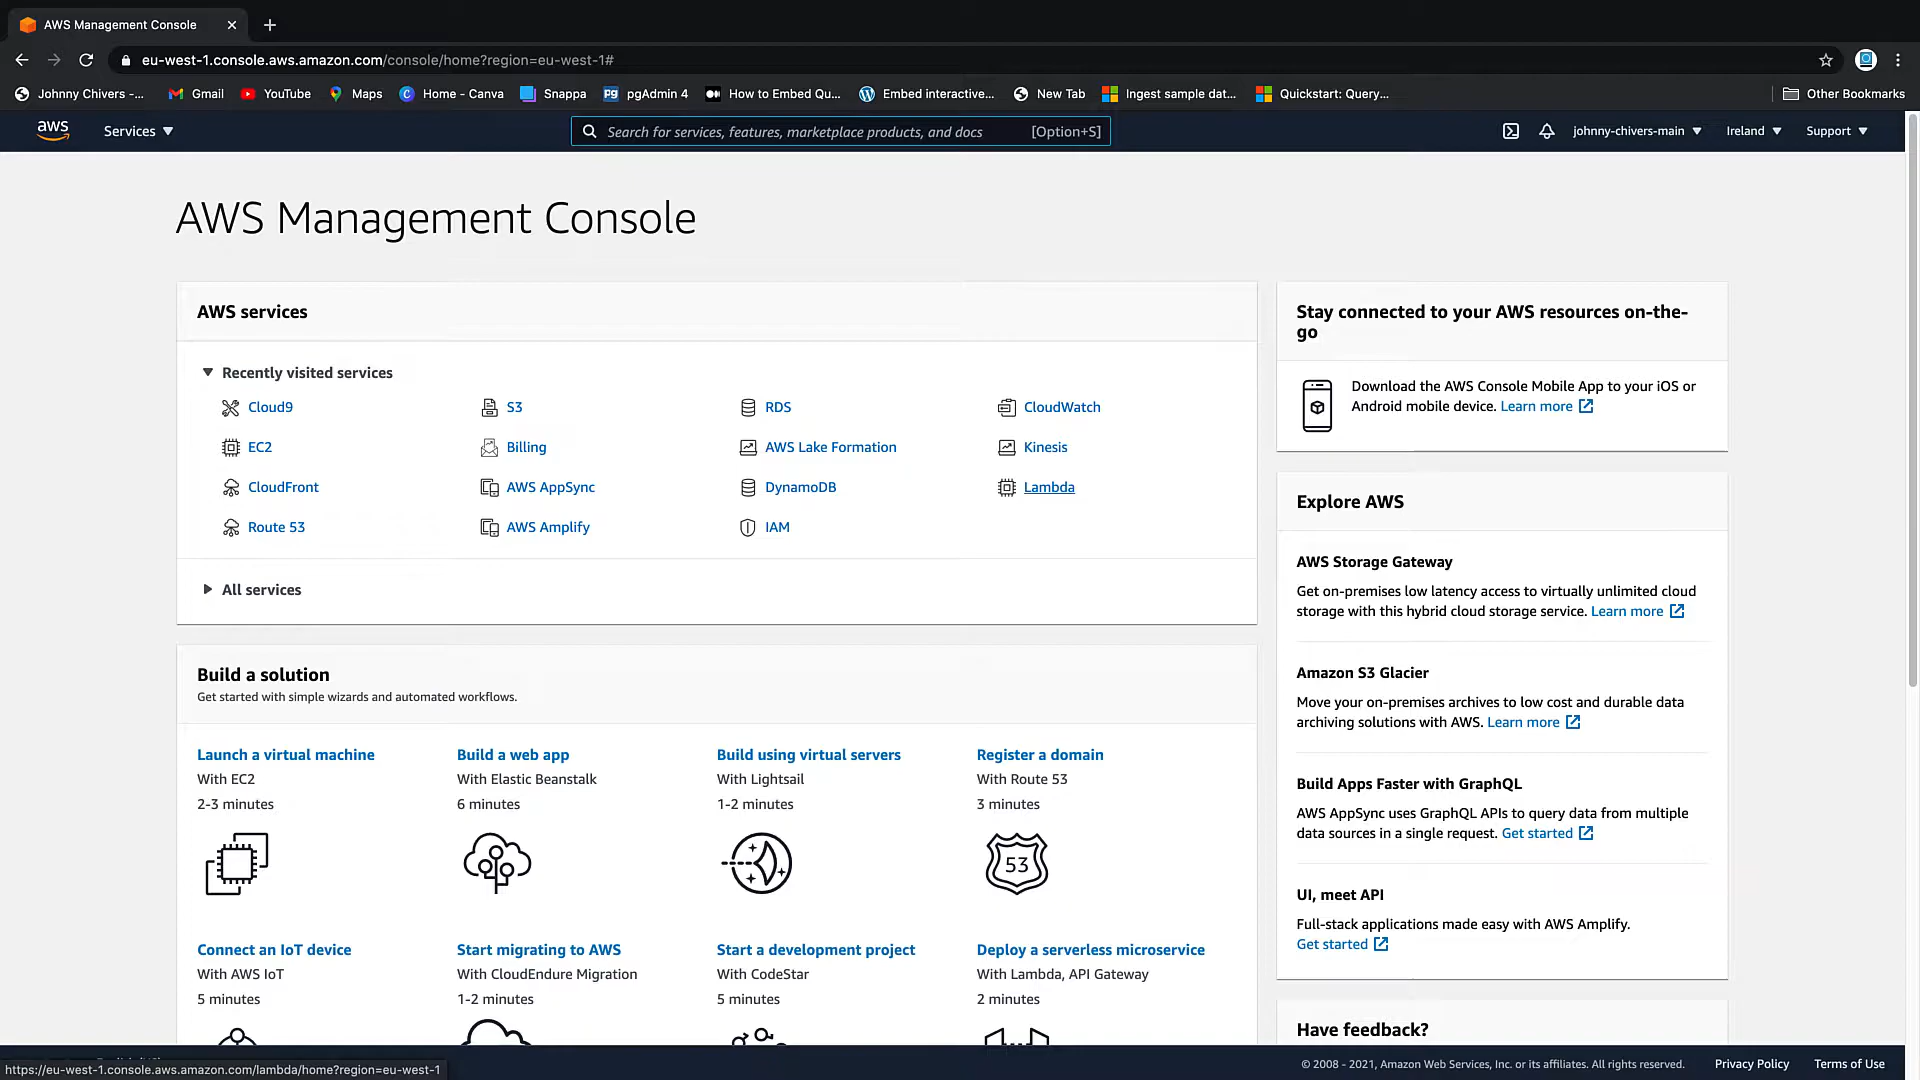 AWS Management Console
eu-west-1.console.aws.amazon.com/console/home?region=eu-west-1#
Johnny Chivers -... Gmail YouTube Maps Home - Canva Snappa pgAdmin 4 How to Embed Qu... Embed interactive... New Tab Ingest sample dat... Quickstart: Query... Other Bookmarks
aws Services Search for services, features, marketplace products, and docs [Option+S] johnny-chivers-main Ireland Support
AWS Management Console
AWS services
Recently visited services
Cloud9 S3 RDS CloudWatch
EC2 Billing AWS Lake Formation Kinesis
CloudFront AWS AppSync DynamoDB Lambda
Route 53 AWS Amplify IAM
All services
Build a solution
Get started with simple wizards and automated workflows.
Launch a virtual machine
With EC2
2-3 minutes
Build a web app
With Elastic Beanstalk
6 minutes
Build using virtual servers
With Lightsail
1-2 minutes
Register a domain
With Route 53
3 minutes
53
Connect an IoT device
With AWS IoT
5 minutes
Start migrating to AWS
With CloudEndure Migration
1-2 minutes
Start a development project
With CodeStar
5 minutes
Deploy a serverless microservice
With Lambda, API Gateway
2 minutes
Stay connected to your AWS resources on-the-
go
Download the AWS Console Mobile App to your iOS or
Android mobile device. Learn more
Explore AWS
AWS Storage Gateway
Get on-premises low latency access to virtually unlimited cloud
storage with this hybrid cloud storage service. Learn more
Amazon S3 Glacier
Move your on-premises archives to low cost and durable data
archiving solutions with AWS. Learn more
Build Apps Faster with GraphQL
AWS AppSync uses GraphQL APIs to query data from multiple
data sources in a single request. Get started
UI, meet API
Full-stack applications made easy with AWS Amplify.
Get started
Have feedback?
https://eu-west-1.console.aws.amazon.com/lambda/home?region=eu-west-1
© 2008 - 2021, Amazon Web Services, Inc. or its affiliates. All rights reserved. Privacy Policy Terms of Use